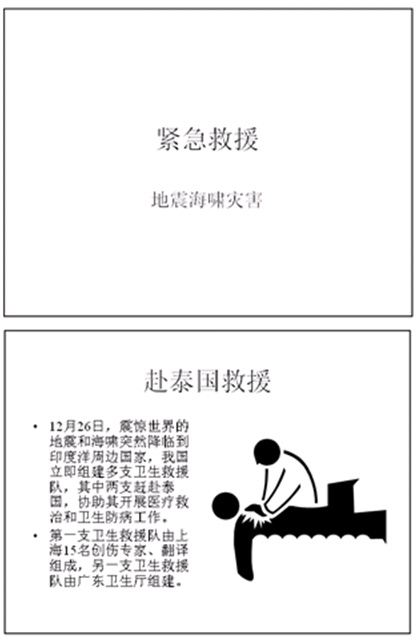 紧急救援
地震海啸灾害
赴泰国救援
• 12月26日，震惊世界的
地震和海啸突然降临到
印度洋周边国家，我国
立即组建多支卫生救援
队，其中两支赶赴泰
国，协助其开展医疗救
治和卫生防病工作。
• 第一支卫生救援队由上
海15名创伤专家、翻译
组成，另一支卫生救援
队由广东卫生厅组建。